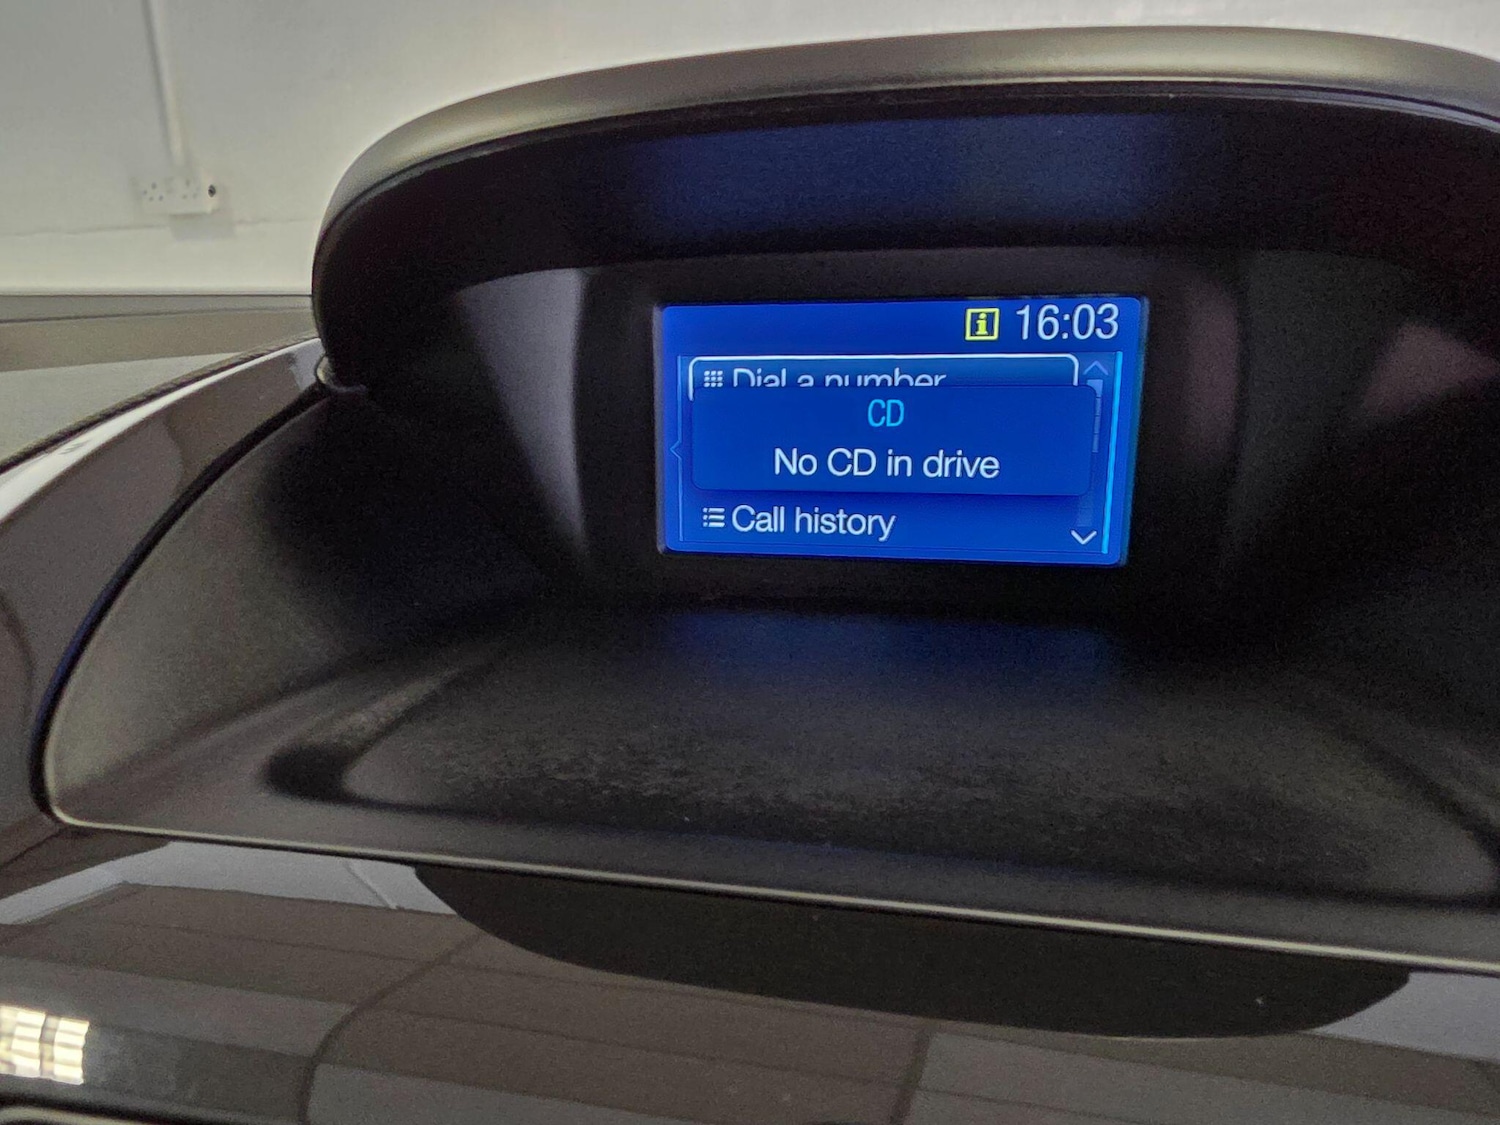 i 16:03
Dial a number
CD
No CD in drive
Call history